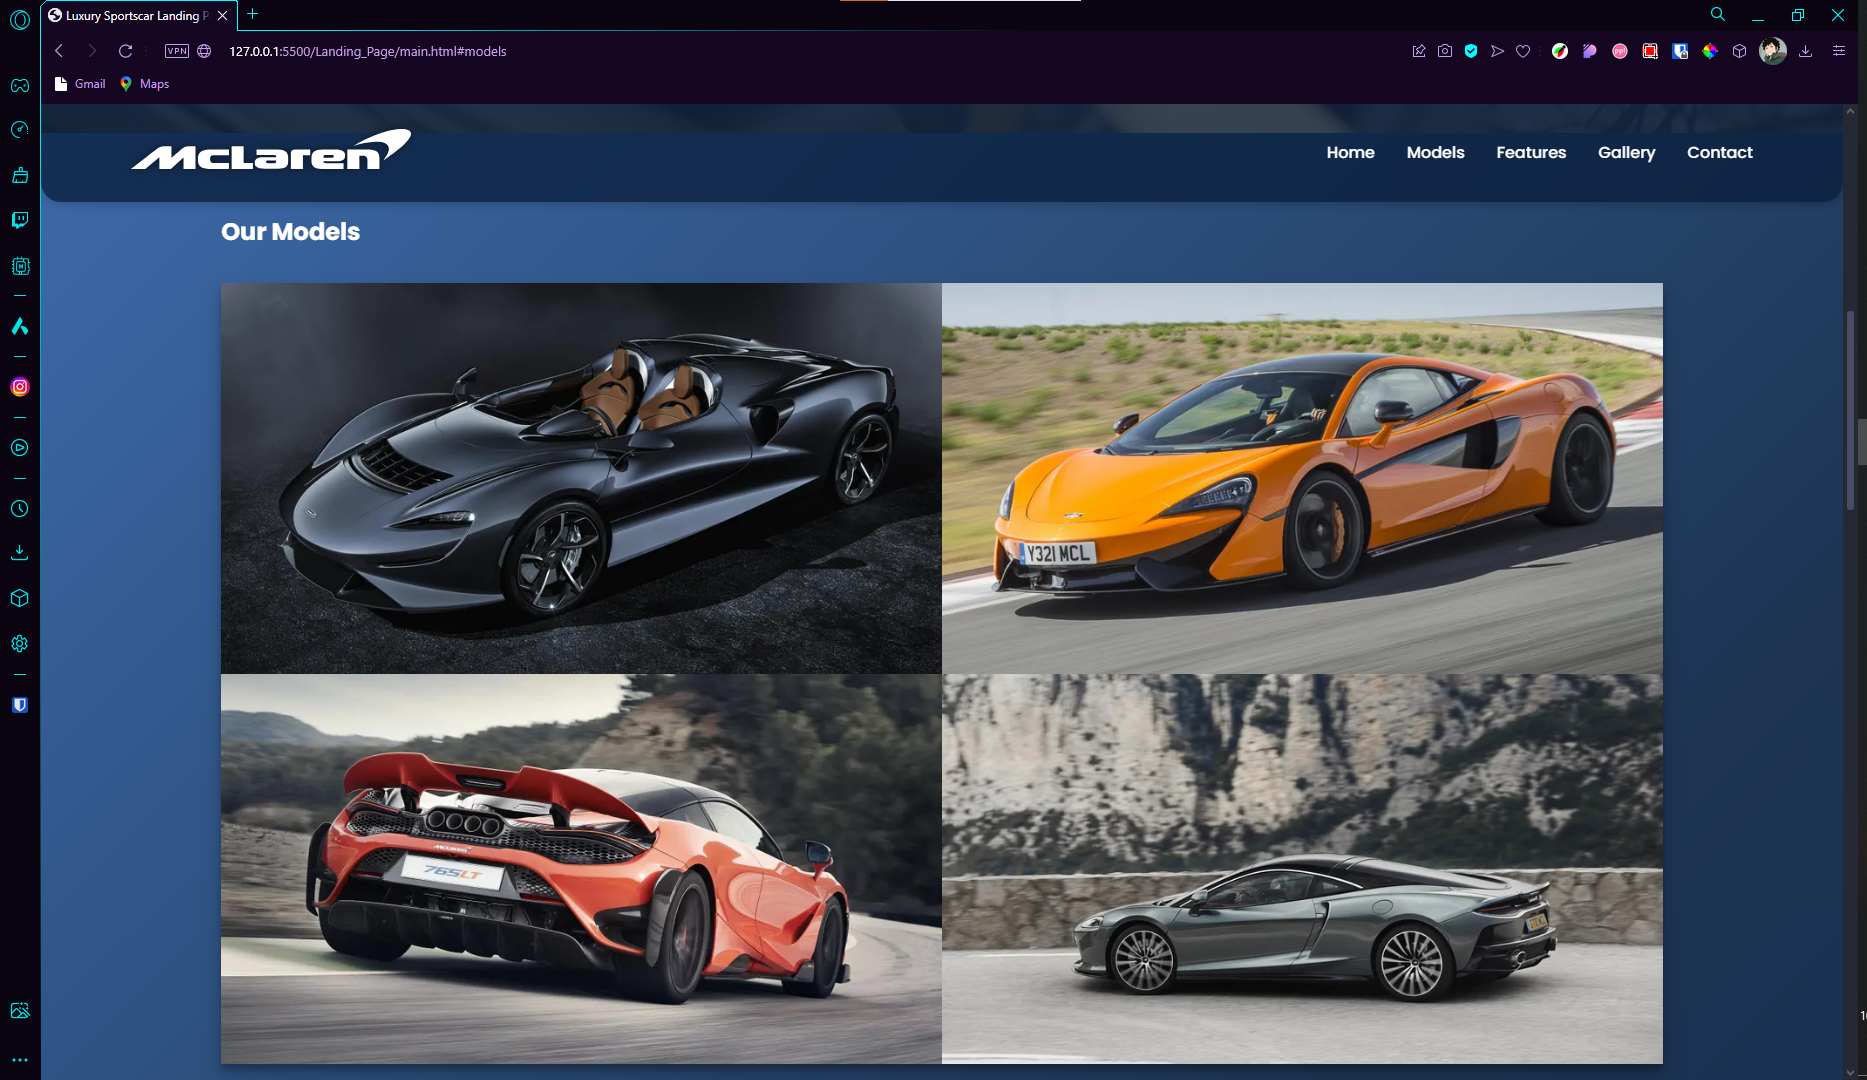 Luxury Sportscar Landing P
VPN
127.0.0.1:5500/Landing_Page/main.html#models
Gmail
Maps
McLaren
Home
Models
Features
Gallery
Contact
Our Models
Y321 MCL
McLaren
765LT